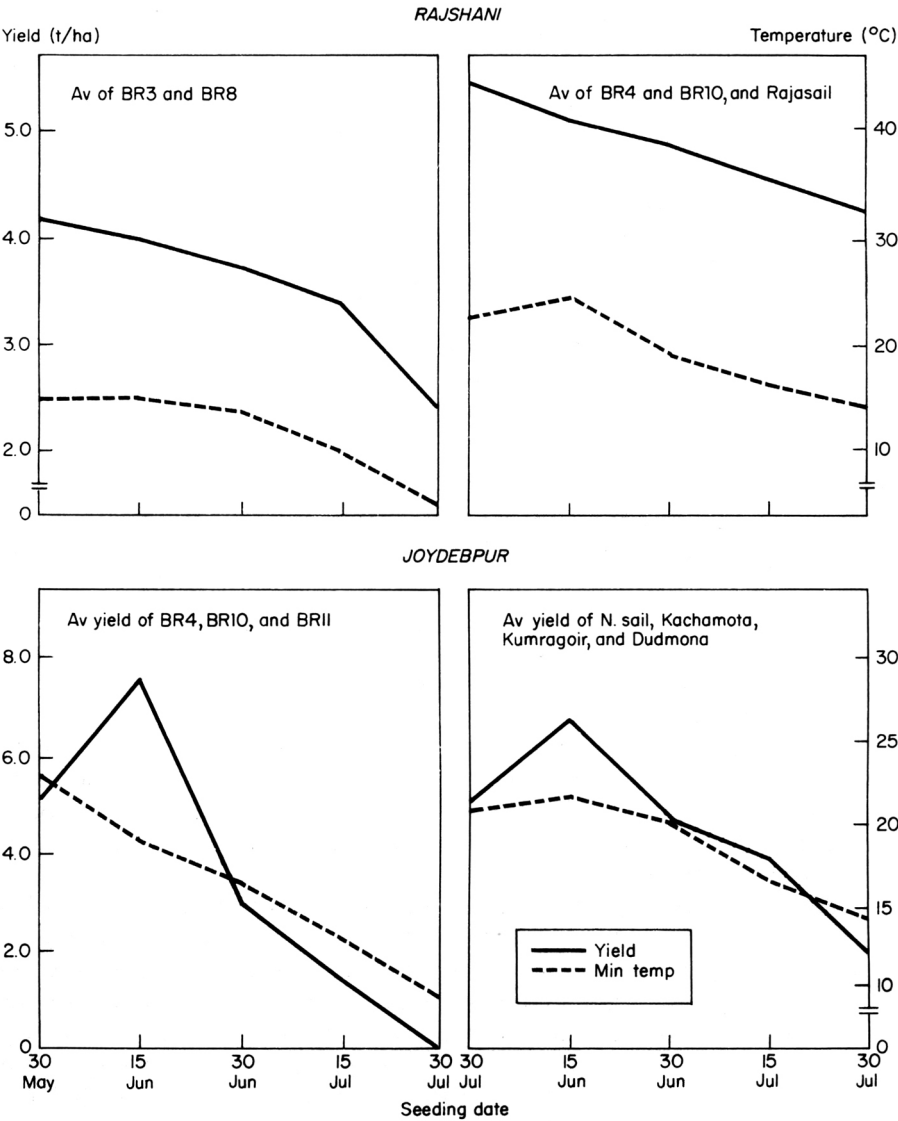 RAJSHANI
Yield (t/ha)
Temperature (°C)
Av of BR3 and BR8
Av of BR4 and BR10, and Rajasail
5.0
4.0
3.0
2.0
0
40
30
20
10
JOYDEBPUR
Av yield of BR4, BR10, and BR11
Av yield of N. sail, Kachamota,
Kumragoir, and Dudmona
8.0
6.0
4.0
2.0
0
30
25
20
15
10
0
Yield
Min temp
30 15 30 15 30 30 15 30 15 30
May Jun Jun Jul Jul Jul Jun Jun Jul Jul
Seeding date